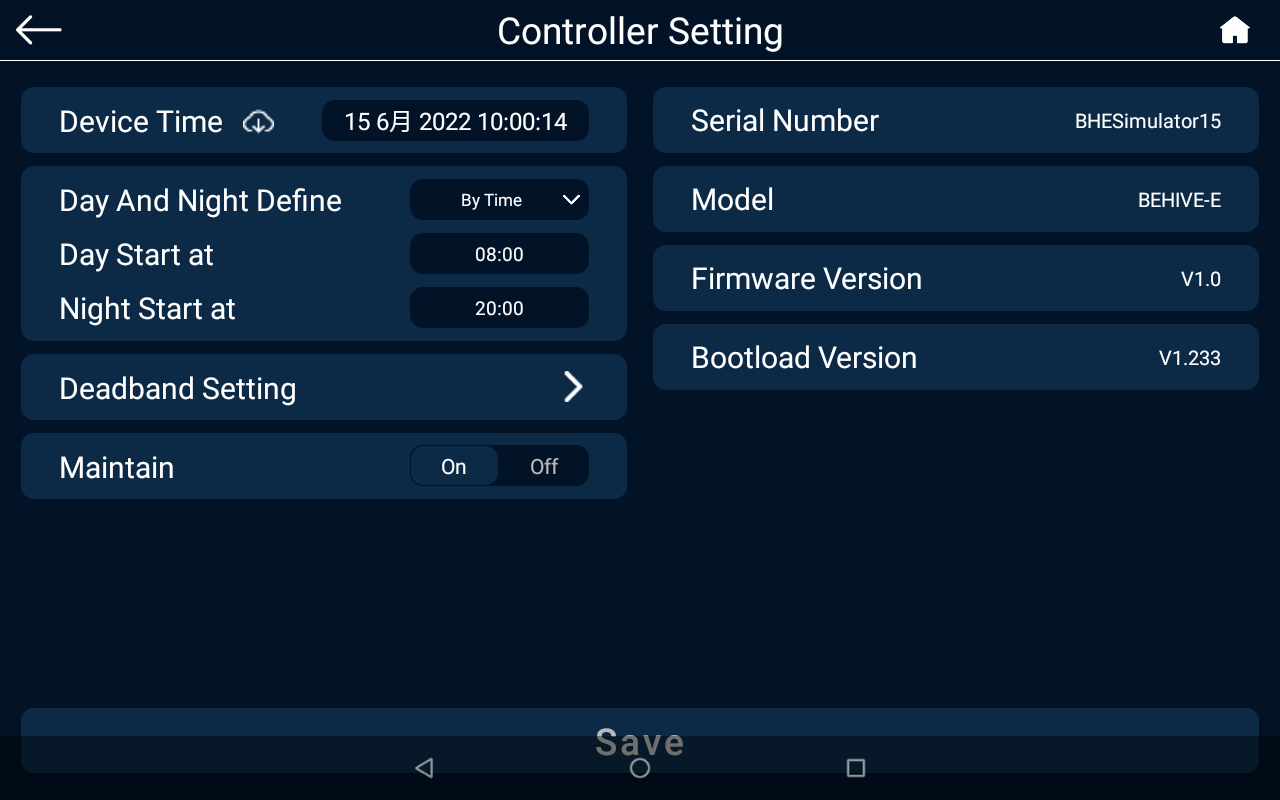 Controller Setting
Device Time
15 6月 2022 10:00:14
Day And Night Define
By Time
Day Start at
08:00
Night Start at
20:00
Deadband Setting
Maintain
On
Off
Serial Number
BHESimulator15
Model
BEHIVE-E
Firmware Version
V1.0
Bootload Version
V1.233
Save